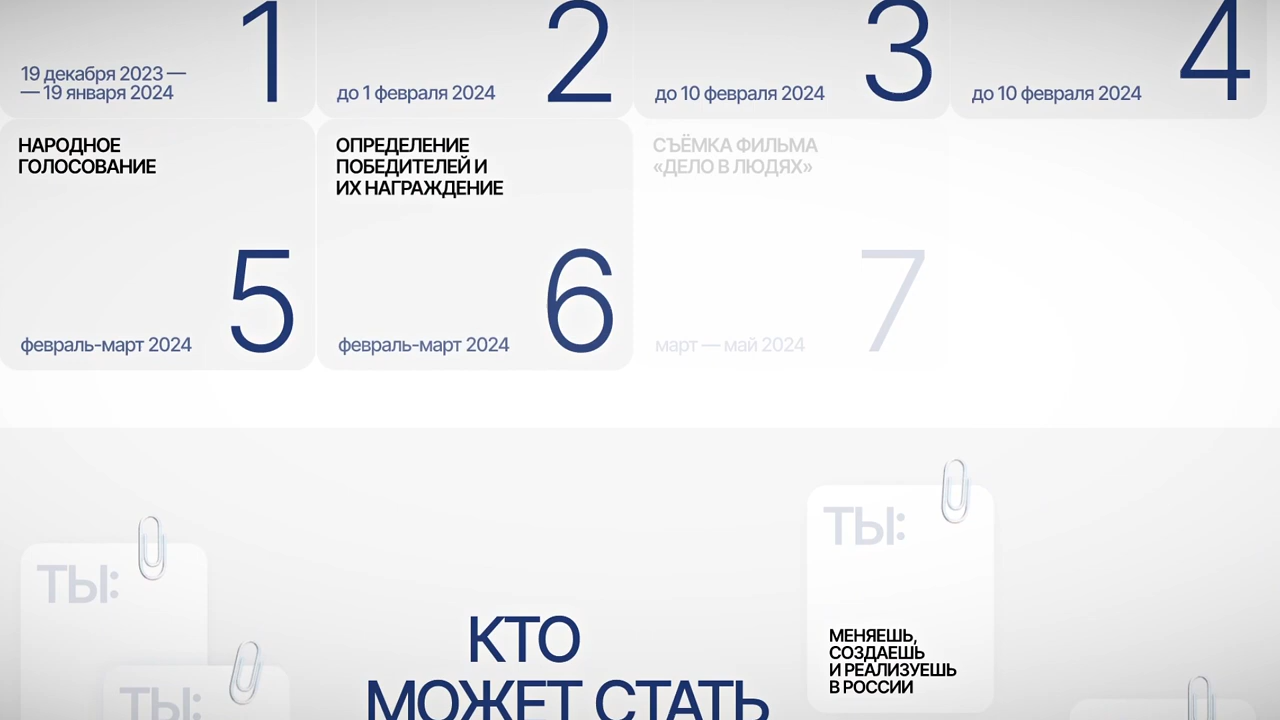 19 декабря 2023 —
— 19 января 2024
1
до 1 февраля 2024
2
до 10 февраля 2024
3
до 10 февраля 2024
4
НАРОДНОЕ
ГОЛОСОВАНИЕ
февраль-март 2024
5
ОПРЕДЕЛЕНИЕ
ПОБЕДИТЕЛЕЙ И
ИХ НАГРАЖДЕНИЕ
февраль-март 2024
6
СЪЁМКА ФИЛЬМА
«ДЕЛО В ЛЮДЯХ»
март — май 2024
7
ТЫ:
ТЫ:
КТО
МОЖЕТ СТАТЬ
ТЫ:
МЕНЯЕШЬ,
СОЗДАЕШЬ
И РЕАЛИЗУЕШЬ
В РОССИИ